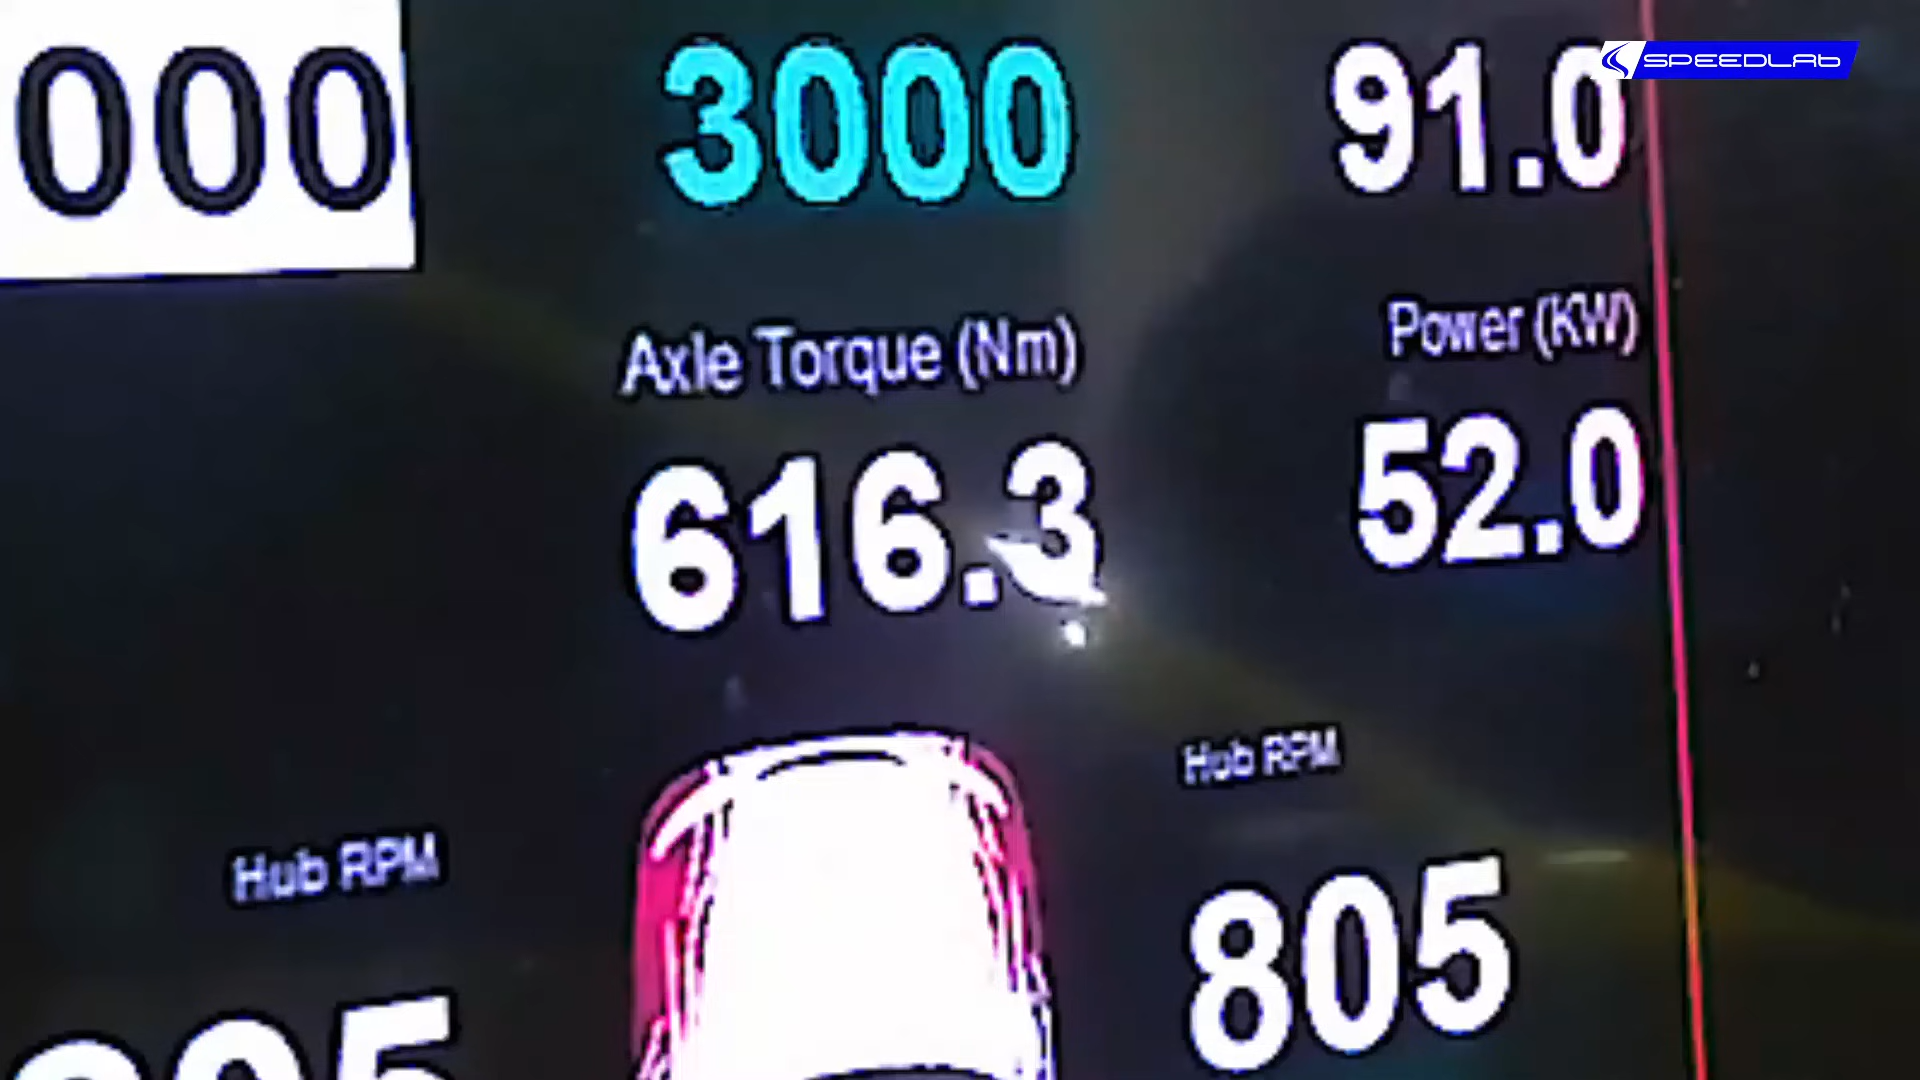 SPEEDLAB
000 3000 91.0
Axle Torque (Nm) Power (KW)
616.3 52.0
Hub RPM Hub RPM
805